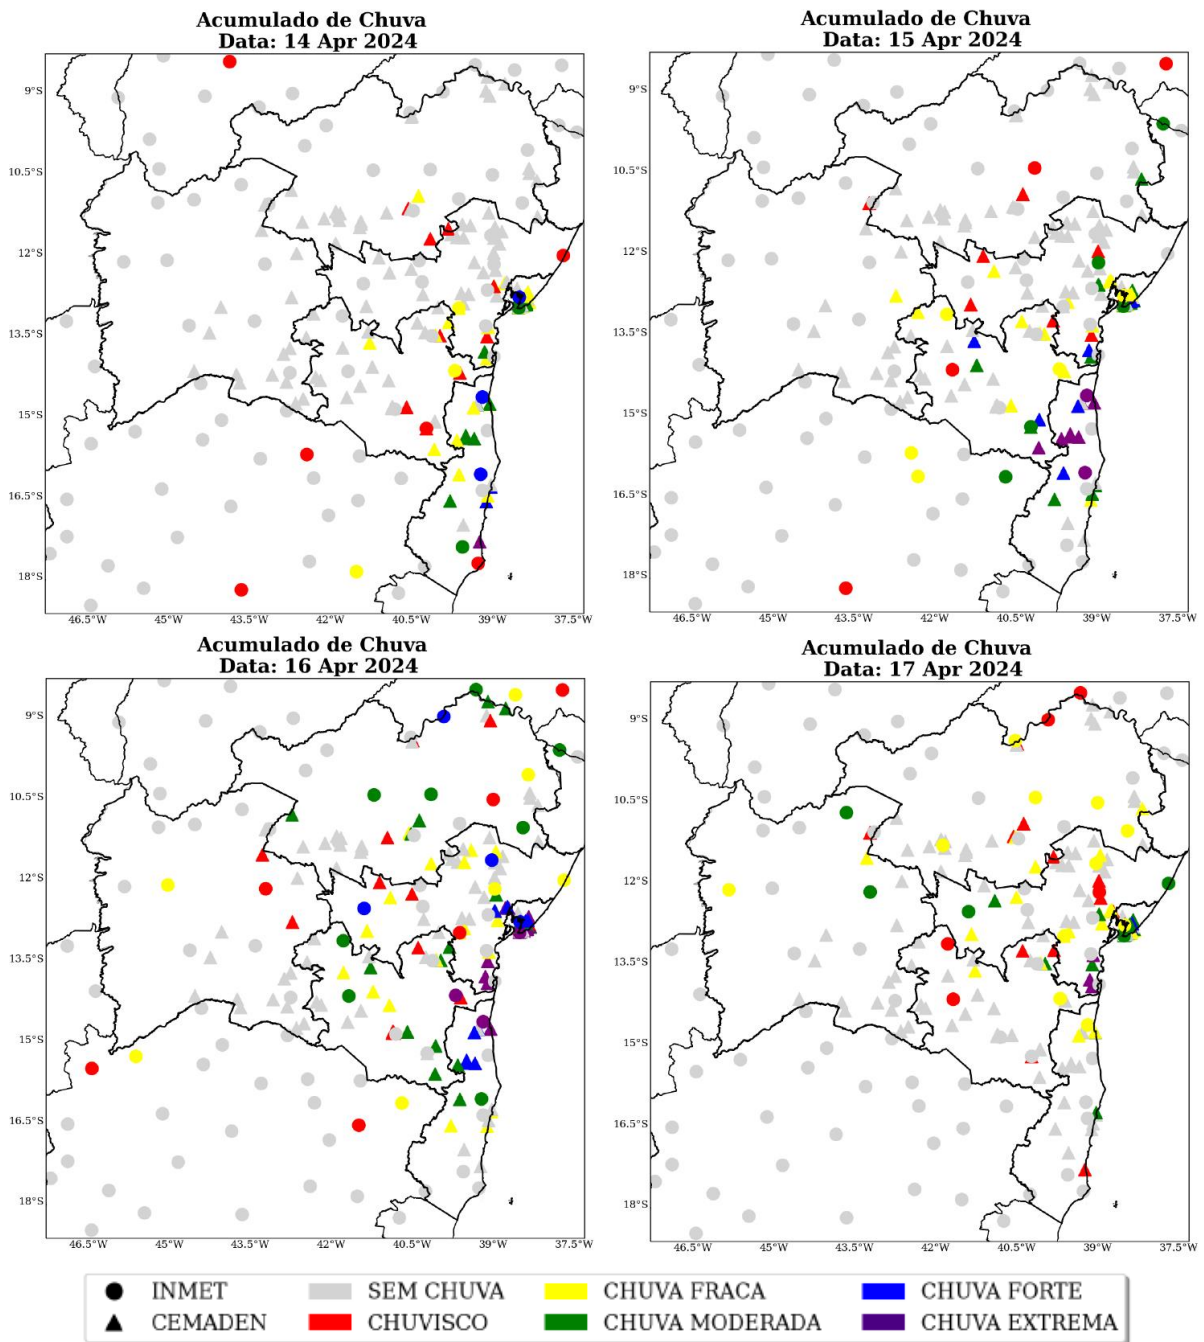 Acumulado de Chuva
Data: 14 Apr 2024
9°S
10.5°S
12°S
13.5°S
15°S
16.5°S
18°S
46.5°W 45°W 43.5°W 42°W 40.5°W 39°W 37.5°W
Acumulado de Chuva
Data: 15 Apr 2024
9°S
10.5°S
12°S
13.5°S
15°S
16.5°S
18°S
46.5°W 45°W 43.5°W 42°W 40.5°W 39°W 37.5°W
Acumulado de Chuva
Data: 16 Apr 2024
9°S
10.5°S
12°S
13.5°S
15°S
16.5°S
18°S
46.5°W 45°W 43.5°W 42°W 40.5°W 39°W 37.5°W
Acumulado de Chuva
Data: 17 Apr 2024
9°S
10.5°S
12°S
13.5°S
15°S
16.5°S
18°S
46.5°W 45°W 43.5°W 42°W 40.5°W 39°W 37.5°W
INMET SEM CHUVA CHUVA FRACA CHUVA FORTE
CEMADEN CHUVISCO CHUVA MODERADA CHUVA EXTREMA